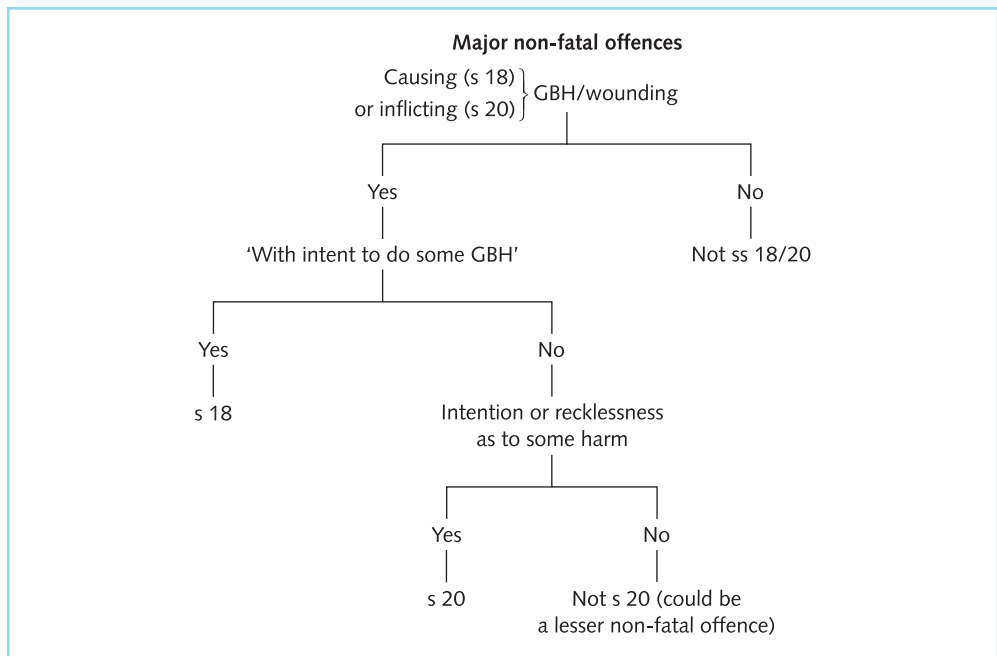 Major non-fatal offences
Causing (s 18)
or inflicting (s 20)
GBH/wounding
Yes
No
‘With intent to do some GBH’
Not ss 18/20
Yes
No
s 18
Intention or recklessness
as to some harm
Yes
No
s 20
Not s 20 (could be
a lesser non-fatal offence)